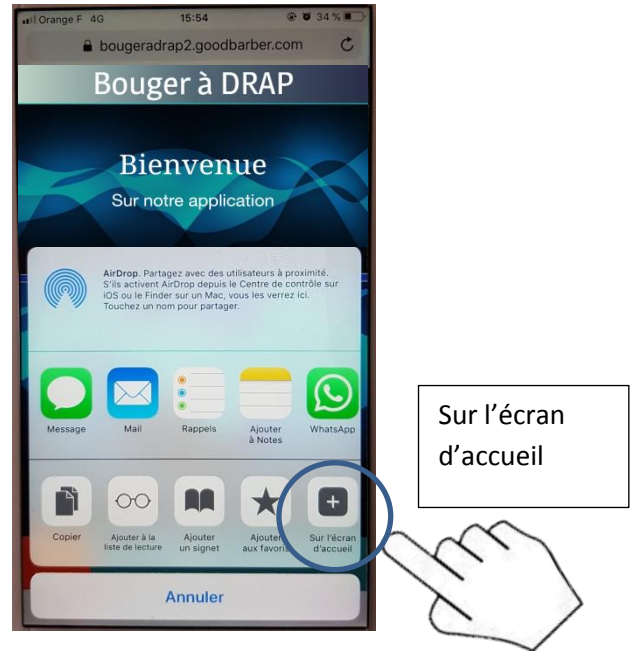 Orange F 4G 15:54 34 %
bougeradrap2.goodbarber.com
Bouger à DRAP
Bienvenue
Sur notre application
AirDrop. Partagez avec des utilisateurs à proximité.
S'ils activent AirDrop depuis le Centre de contrôle sur
iOS ou le Finder sur un Mac, vous les verrez ici.
Touchez un nom pour partager.
Message
Mail
Rappels
Ajouter
à Notes
WhatsApp
Copier
Ajouter à la
liste de lecture
Ajouter
un signet
Ajouter
aux favoris
Sur l'écran
d'accueil
Annuler
Sur l’écran
d’accueil